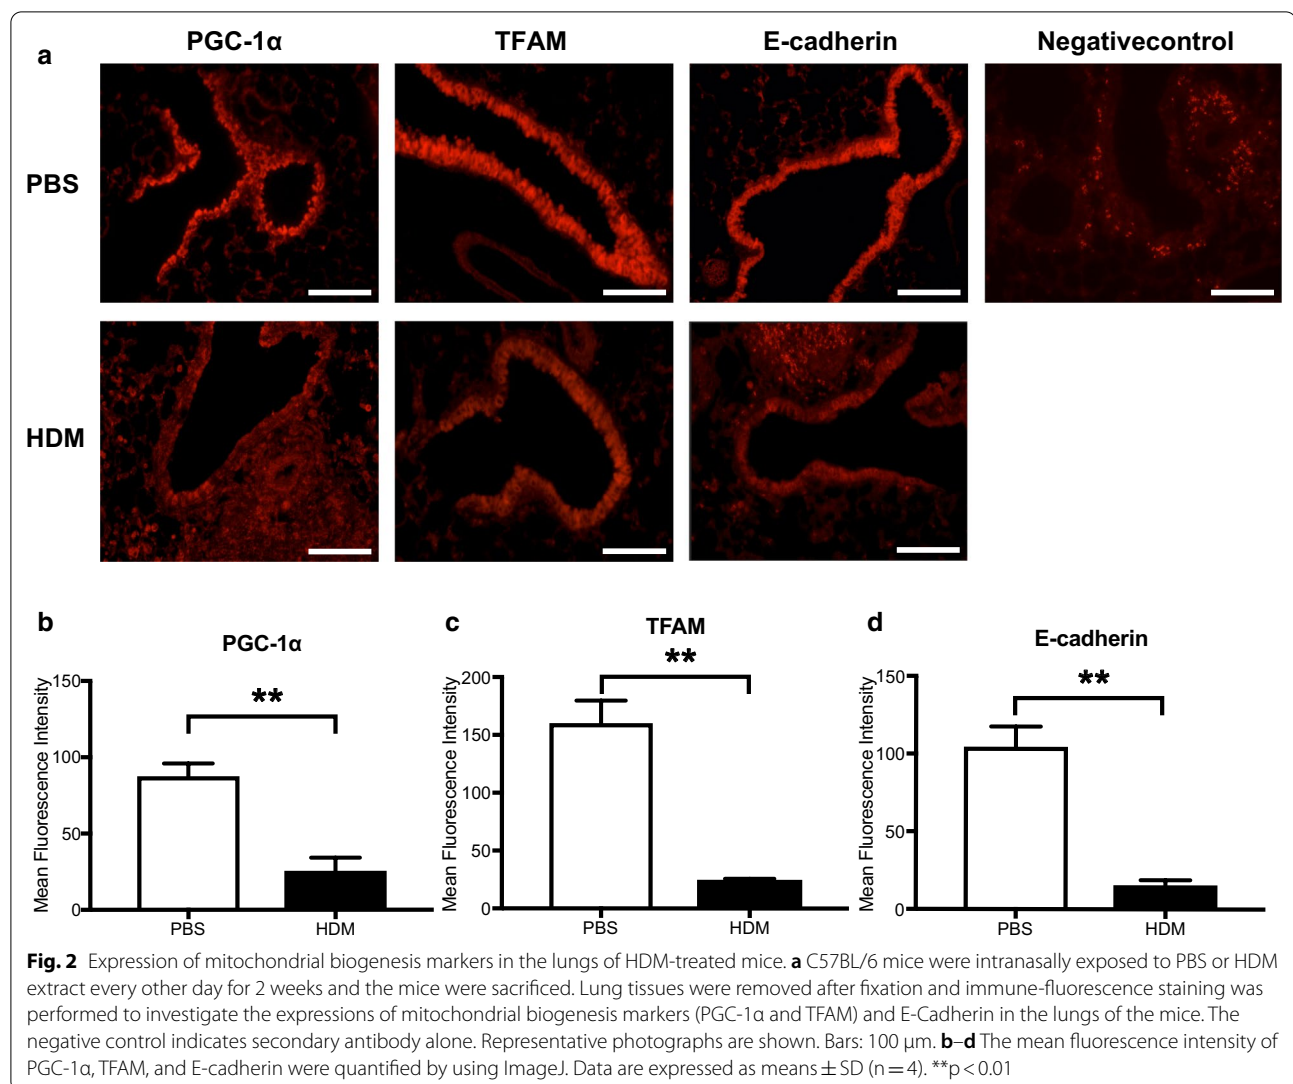 PGC-1α TFAM E-cadherin Negativecontrol
a
PBS
HDM
b
PGC-1α
Mean Fluorescence Intensity
150
100
50
0
PBS HDM
**
c
TFAM
Mean Fluorescence Intensity
200
150
100
50
0
PBS HDM
**
d
E-cadherin
Mean Fluorescence Intensity
150
100
50
0
PBS HDM
**
Fig. 2 Expression of mitochondrial biogenesis markers in the lungs of HDM-treated mice. a C57BL/6 mice were intranasally exposed to PBS or HDM
extract every other day for 2 weeks and the mice were sacrificed. Lung tissues were removed after fixation and immune-fluorescence staining was
performed to investigate the expressions of mitochondrial biogenesis markers (PGC-1α and TFAM) and E-Cadherin in the lungs of the mice. The
negative control indicates secondary antibody alone. Representative photographs are shown. Bars: 100 μm. b–d The mean fluorescence intensity of
PGC-1α, TFAM, and E-cadherin were quantified by using ImageJ. Data are expressed as means ± SD (n = 4). **p < 0.01